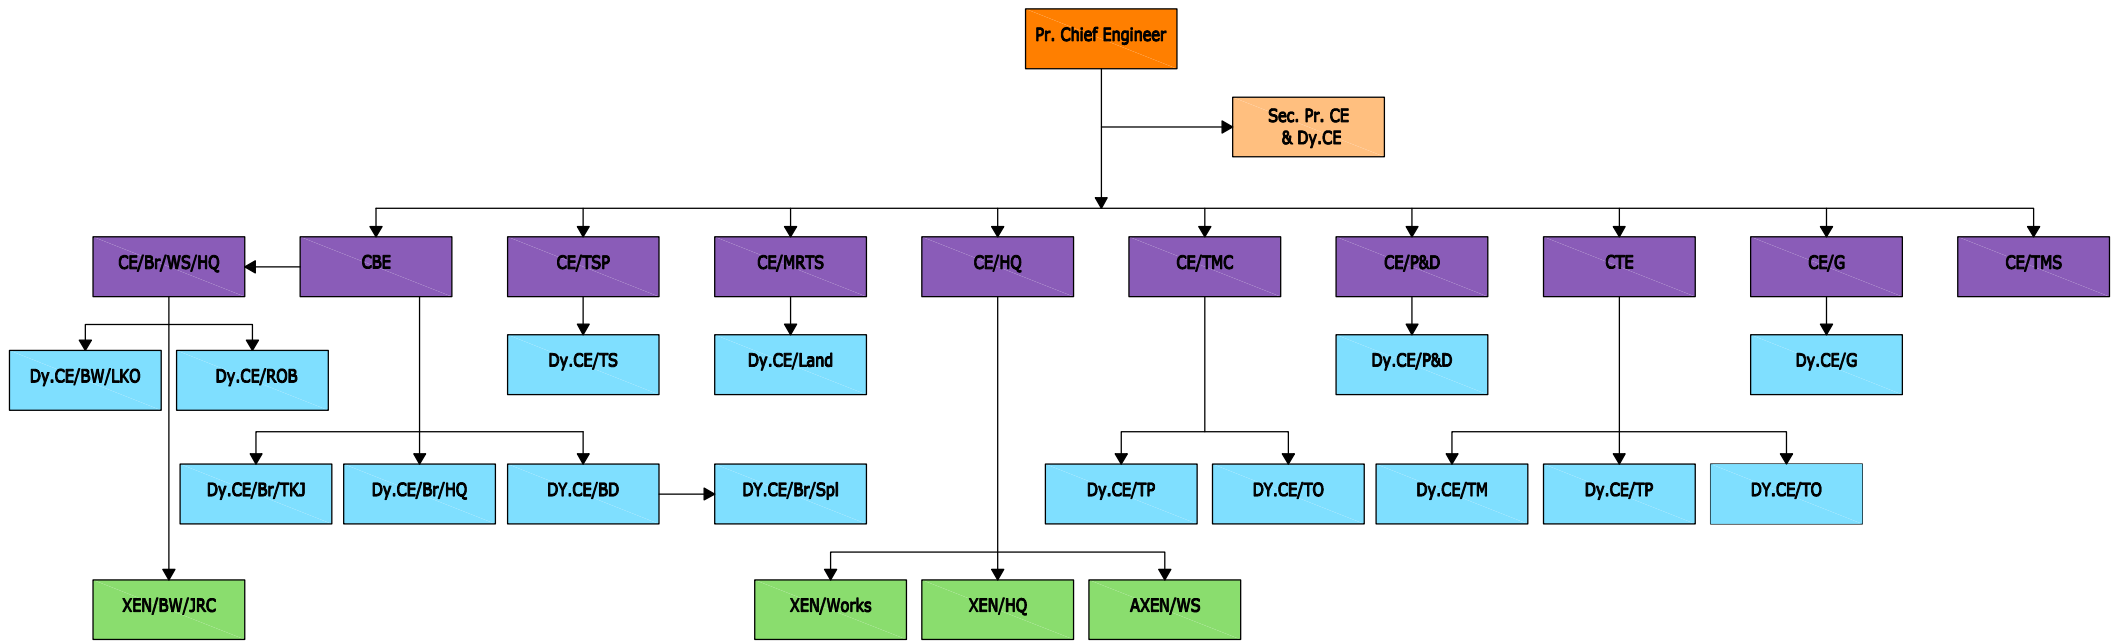 Pr. Chief Engineer
Sec. Pr. CE
& Dy.CE
CE/Br/WS/HQ
CBE
CE/TSP
CE/MRTS
CE/HQ
CE/TMC
CE/P&D
CTE
CE/G
CE/TMS
Dy.CE/BW/LKO
Dy.CE/ROB
Dy.CE/TS
Dy.CE/Land
Dy.CE/P&D
Dy.CE/G
Dy.CE/Br/TKJ
Dy.CE/Br/HQ
DY.CE/BD
DY.CE/Br/Spl
Dy.CE/TP
DY.CE/TO
Dy.CE/TM
Dy.CE/TP
DY.CE/TO
XEN/BW/JRC
XEN/Works
XEN/HQ
AXEN/WS